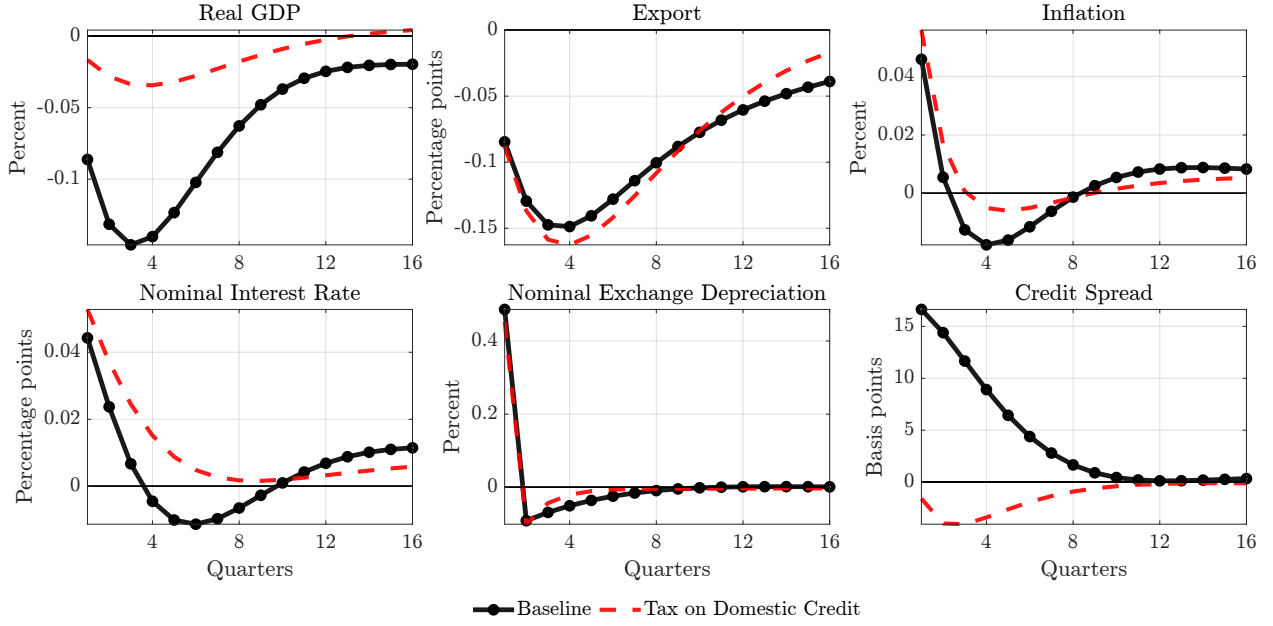 Real GDP
Export
Inflation
Percent
0
-0.05
-0.1
4
8
12
16
Percentage points
0
-0.05
-0.1
-0.15
4
8
12
16
Percent
0.04
0.02
0
4
8
12
16
Nominal Interest Rate
Nominal Exchange Depreciation
Credit Spread
Percentage points
0.04
0.02
0
4
8
12
16
Quarters
Percent
0.4
0.2
0
4
8
12
16
Quarters
Basis points
15
10
5
0
4
8
12
16
Quarters
Baseline
Tax on Domestic Credit